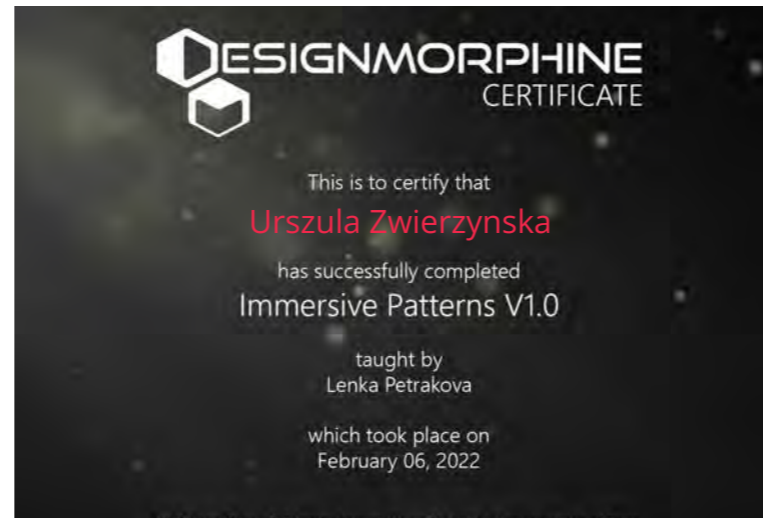 DESIGNMORPHINE
CERTIFICATE
This is to certify that
Urszula Zwierzynska
has successfully completed
Immersive Patterns V1.0
taught by
Lenka Petrakova
which took place on
February 06, 2022